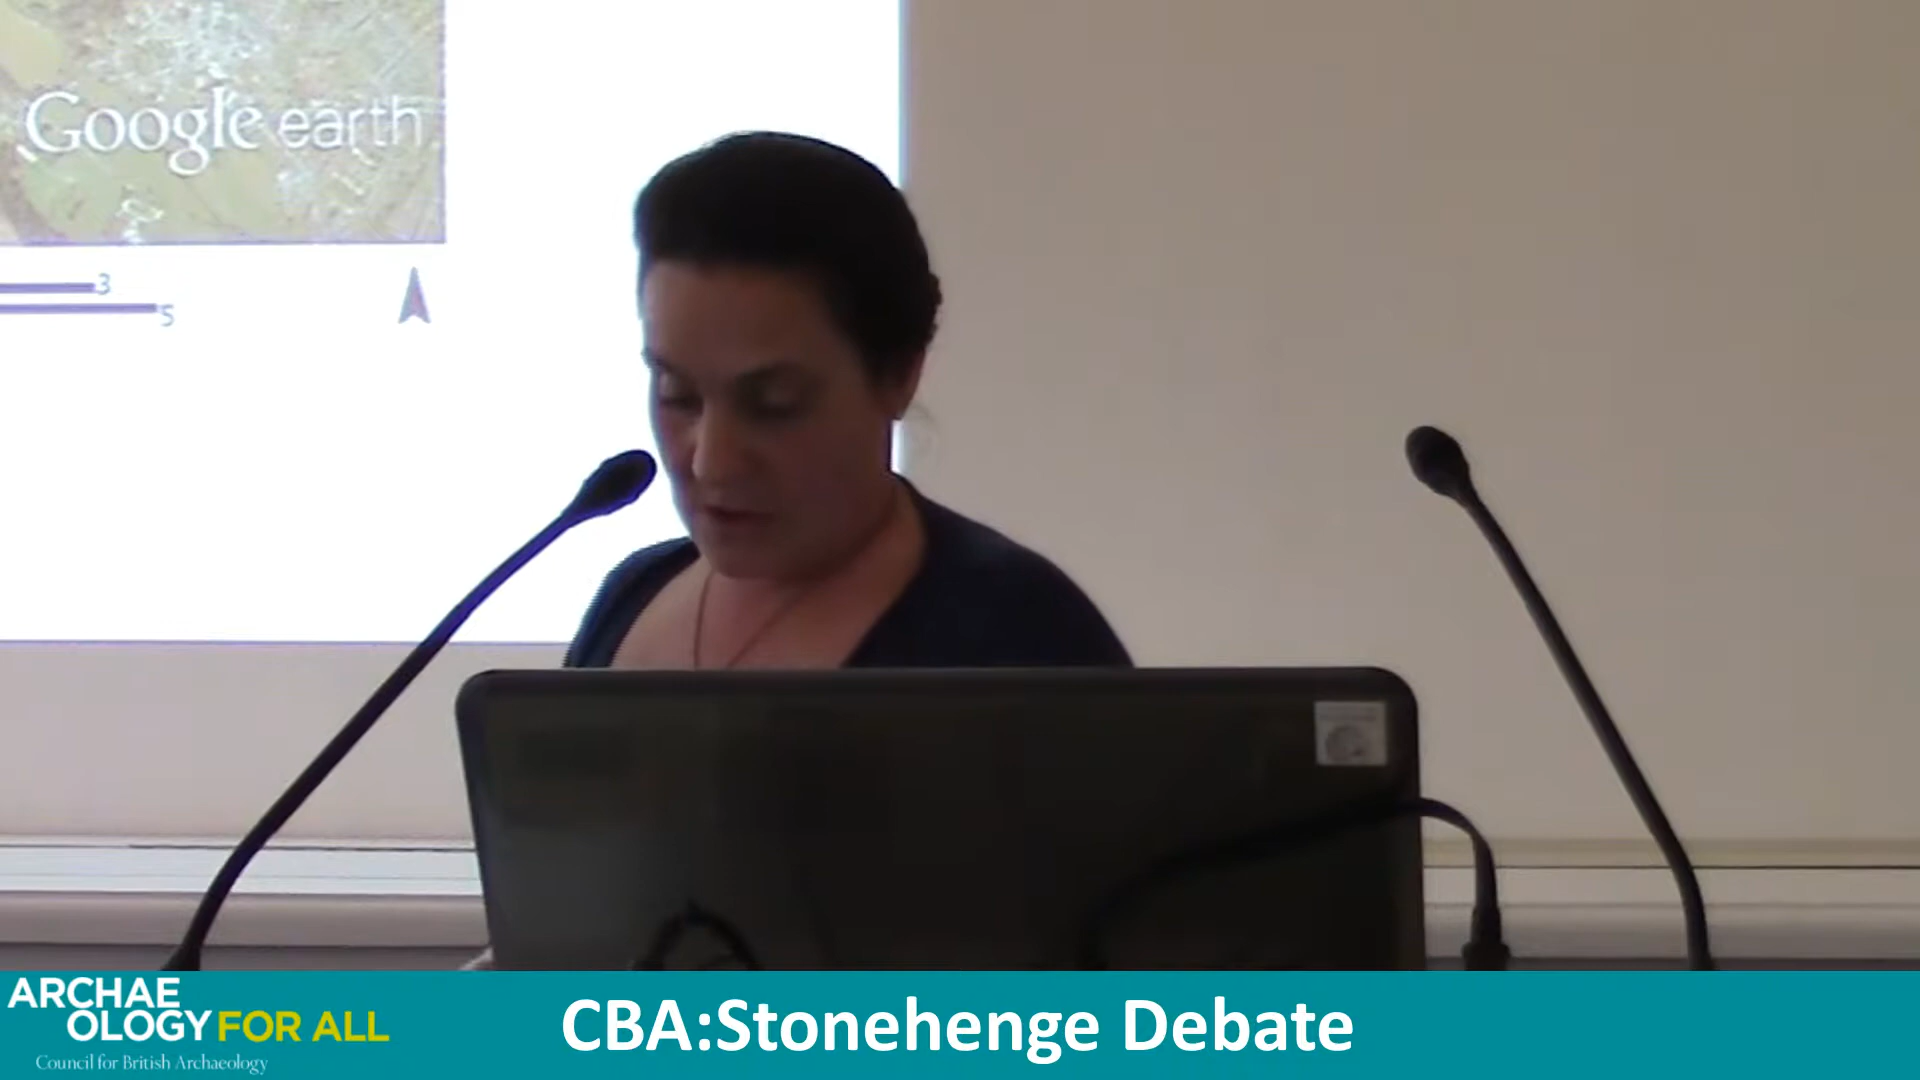 Google earth
3
5
ARCHAE
OLOGY FOR ALL
Council for British Archaeology
CBA:Stonehenge Debate